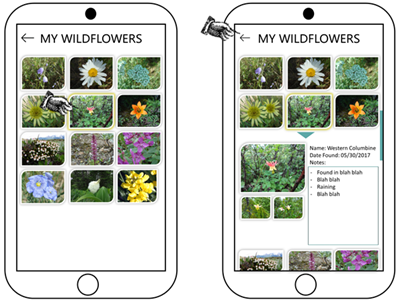 MY WILDFLOWERS
MY WILDFLOWERS
Name: Western Columbine
Date Found: 05/30/2017
Notes:
- Found in blah blah
- Blah blah
- Raining
- Blah blah